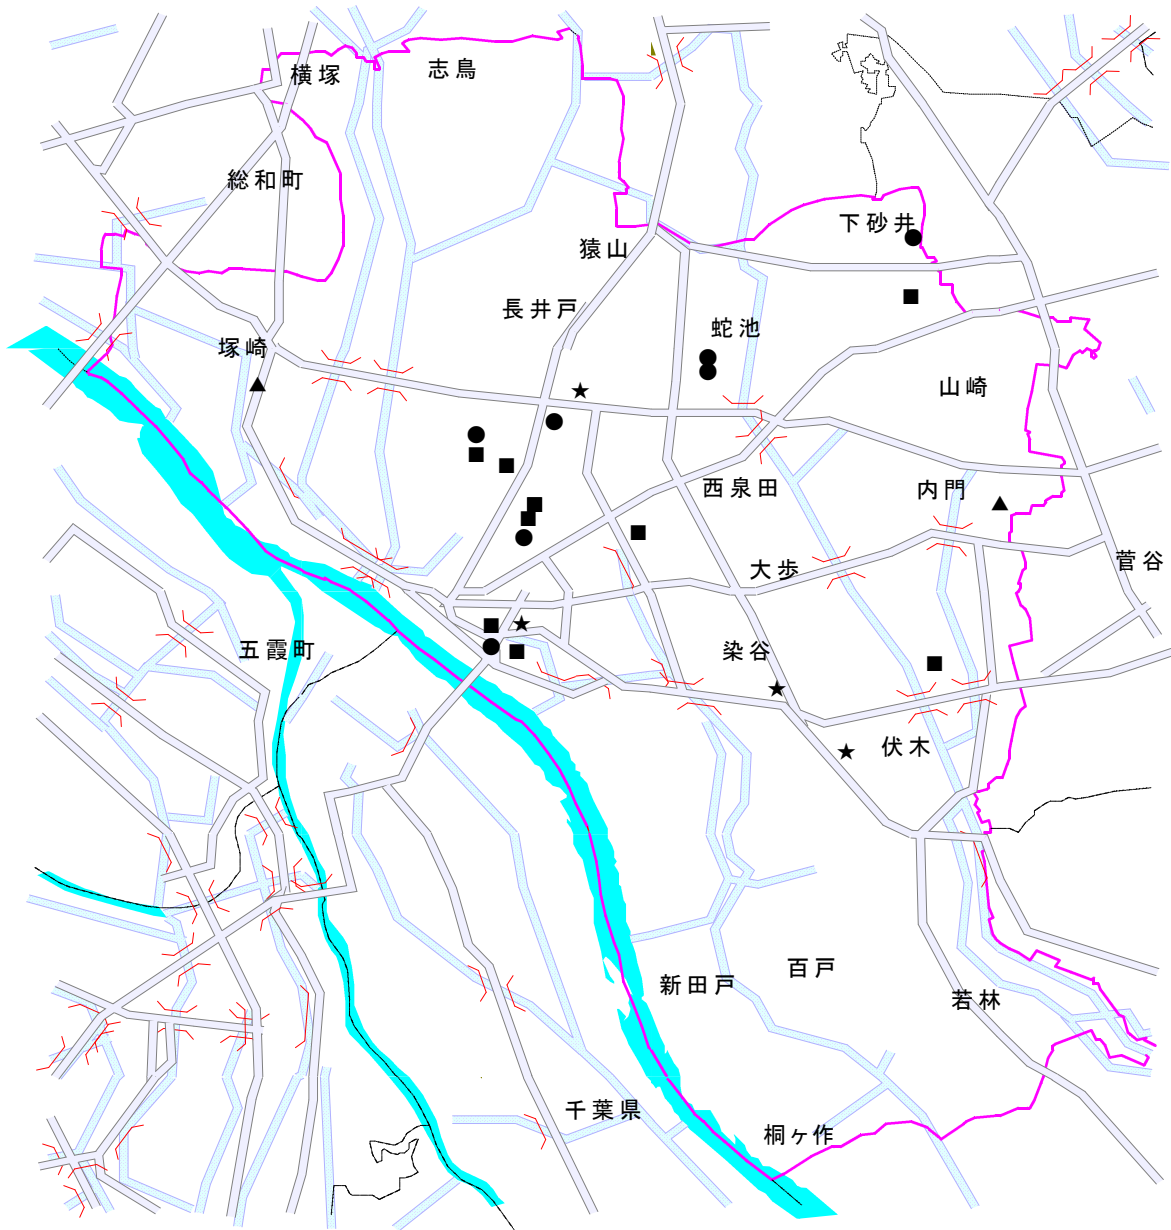 志鳥
横塚
総和町
下砂井
猿山
長井戸
蛇池
塚崎
山崎
西泉田
内門
菅谷
大歩
五霞町
染谷
伏木
百戸
新田戸
若林
千葉県
桐ヶ作